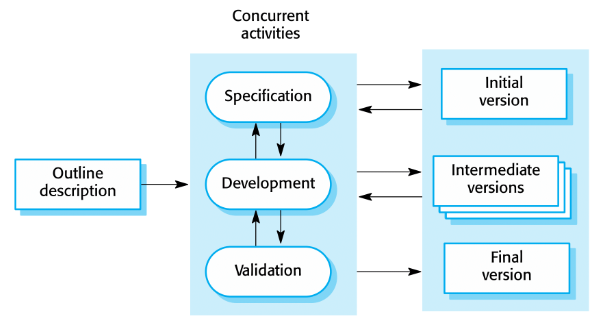 Concurrent
activities
Outline
description
Specification
Development
Validation
Initial
version
Intermediate
versions
Final
version